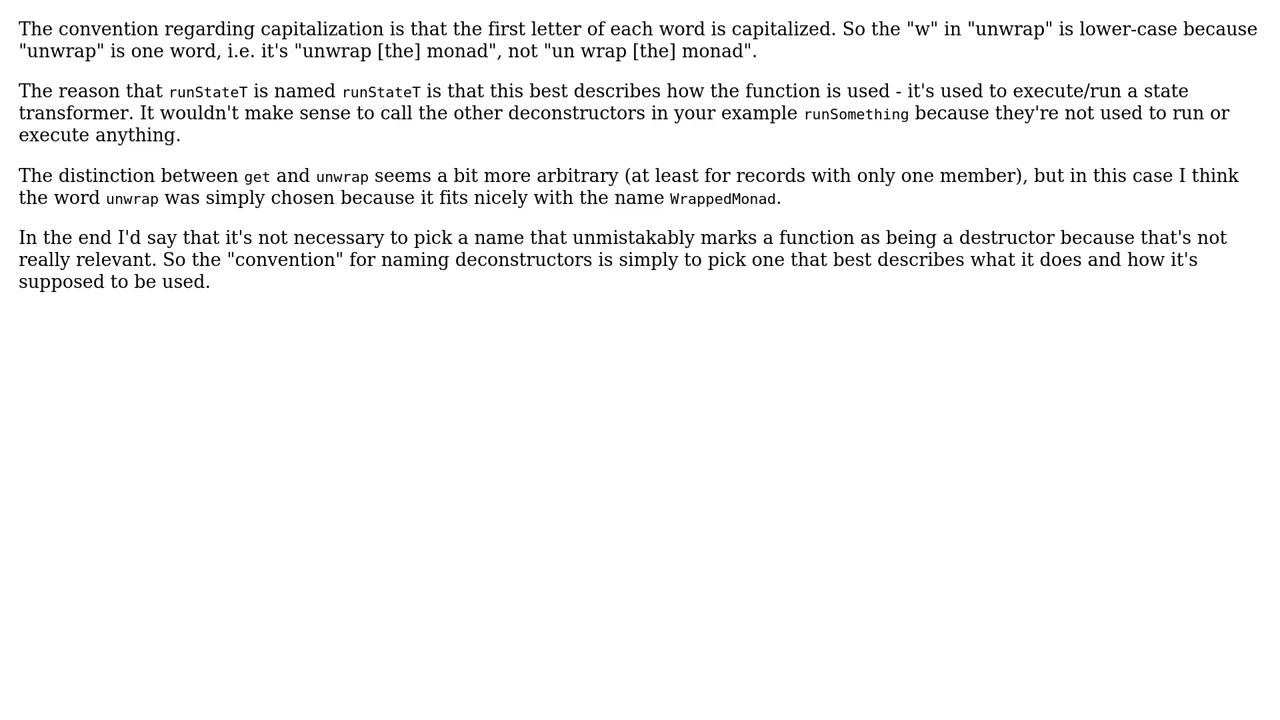 The convention regarding capitalization is that the first letter of each word is capitalized. So the "w" in "unwrap" is lower-case because
"unwrap" is one word, i.e. it's "unwrap [the] monad", not "un wrap [the] monad".
The reason that runStateT is named runStateT is that this best describes how the function is used - it's used to execute/run a state
transformer. It wouldn't make sense to call the other deconstructors in your example runSomething because they're not used to run or
execute anything.
The distinction between get and unwrap seems a bit more arbitrary (at least for records with only one member), but in this case I think
the word unwrap was simply chosen because it fits nicely with the name WrappedMonad.
In the end I'd say that it's not necessary to pick a name that unmistakably marks a function as being a destructor because that's not
really relevant. So the "convention" for naming deconstructors is simply to pick one that best describes what it does and how it's
supposed to be used.